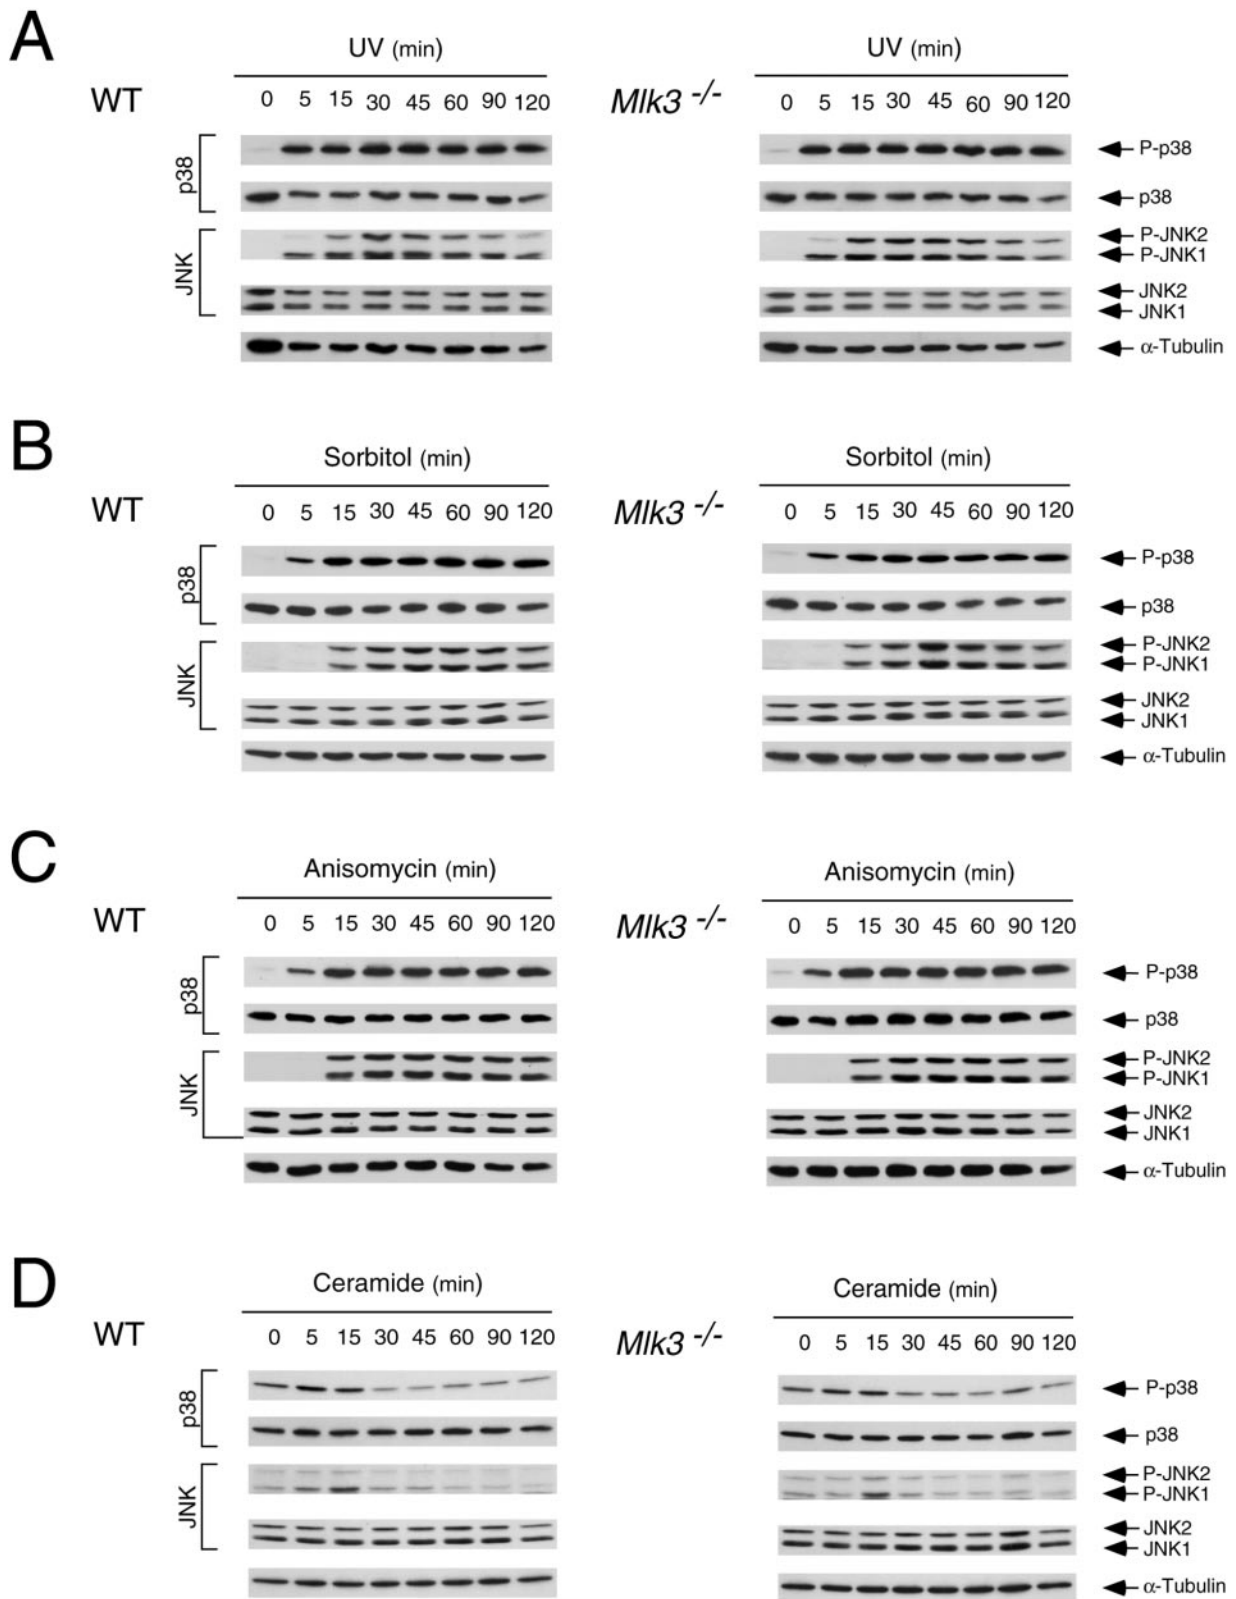 A
UV (min)
UV (min)
WT
0 5 15 30 45 60 90 120
Mlk3 -/-
0 5 15 30 45 60 90 120
p38
P-p38
p38
JNK
P-JNK2
P-JNK1
JNK2
JNK1
α-Tubulin
B
Sorbitol (min)
Sorbitol (min)
WT
0 5 15 30 45 60 90 120
Mlk3 -/-
0 5 15 30 45 60 90 120
p38
P-p38
p38
JNK
P-JNK2
P-JNK1
JNK2
JNK1
α-Tubulin
C
Anisomycin (min)
Anisomycin (min)
WT
0 5 15 30 45 60 90 120
Mlk3 -/-
0 5 15 30 45 60 90 120
p38
P-p38
p38
JNK
P-JNK2
P-JNK1
JNK2
JNK1
α-Tubulin
D
Ceramide (min)
Ceramide (min)
WT
0 5 15 30 45 60 90 120
Mlk3 -/-
0 5 15 30 45 60 90 120
p38
P-p38
p38
JNK
P-JNK2
P-JNK1
JNK2
JNK1
α-Tubulin